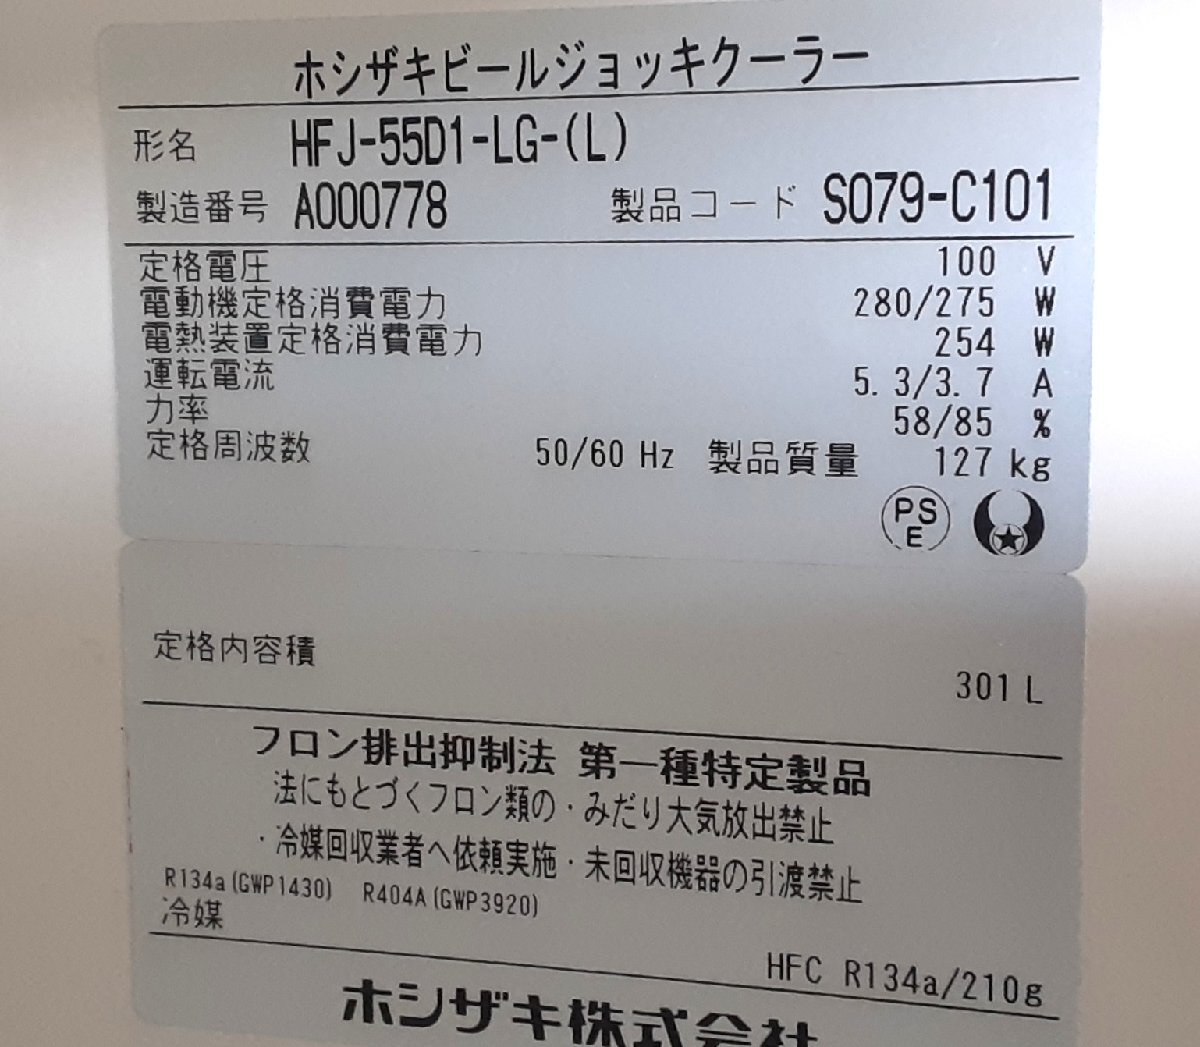 ホシザキビールジョッキクーラー
形名 HFJ-55D1-LG-(L)
製造番号 A000778 製品コード S079-C101
定格電圧 100 V
電動機定格消費電力 280/275 W
電熱装置定格消費電力 254 W
運転電流 5.3/3.7 A
力率 58/85 %
定格周波数 50/60 Hz 製品質量 127 kg
PS
E
定格内容積 301 L
フロン排出抑制法 第一種特定製品
法にもとづくフロン類の・みだり大気放出禁止
・冷媒回収業者へ依頼実施・未回収機器の引渡禁止
R134a(GWP1430) R404A(GWP3920)
冷媒 HFC R134a/210g
ホシザキ株式会社